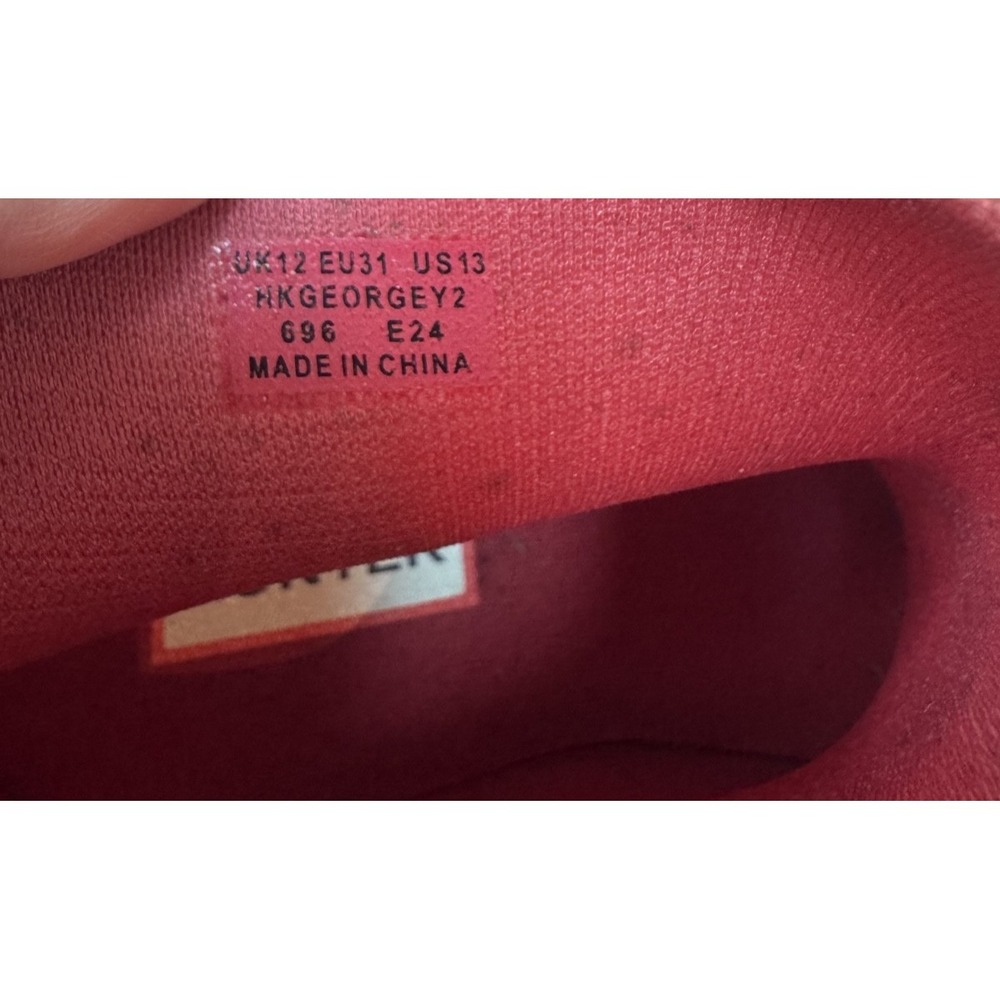 UK12 EU31 US13
HKGEORGEY2
696 E24
MADE IN CHINA